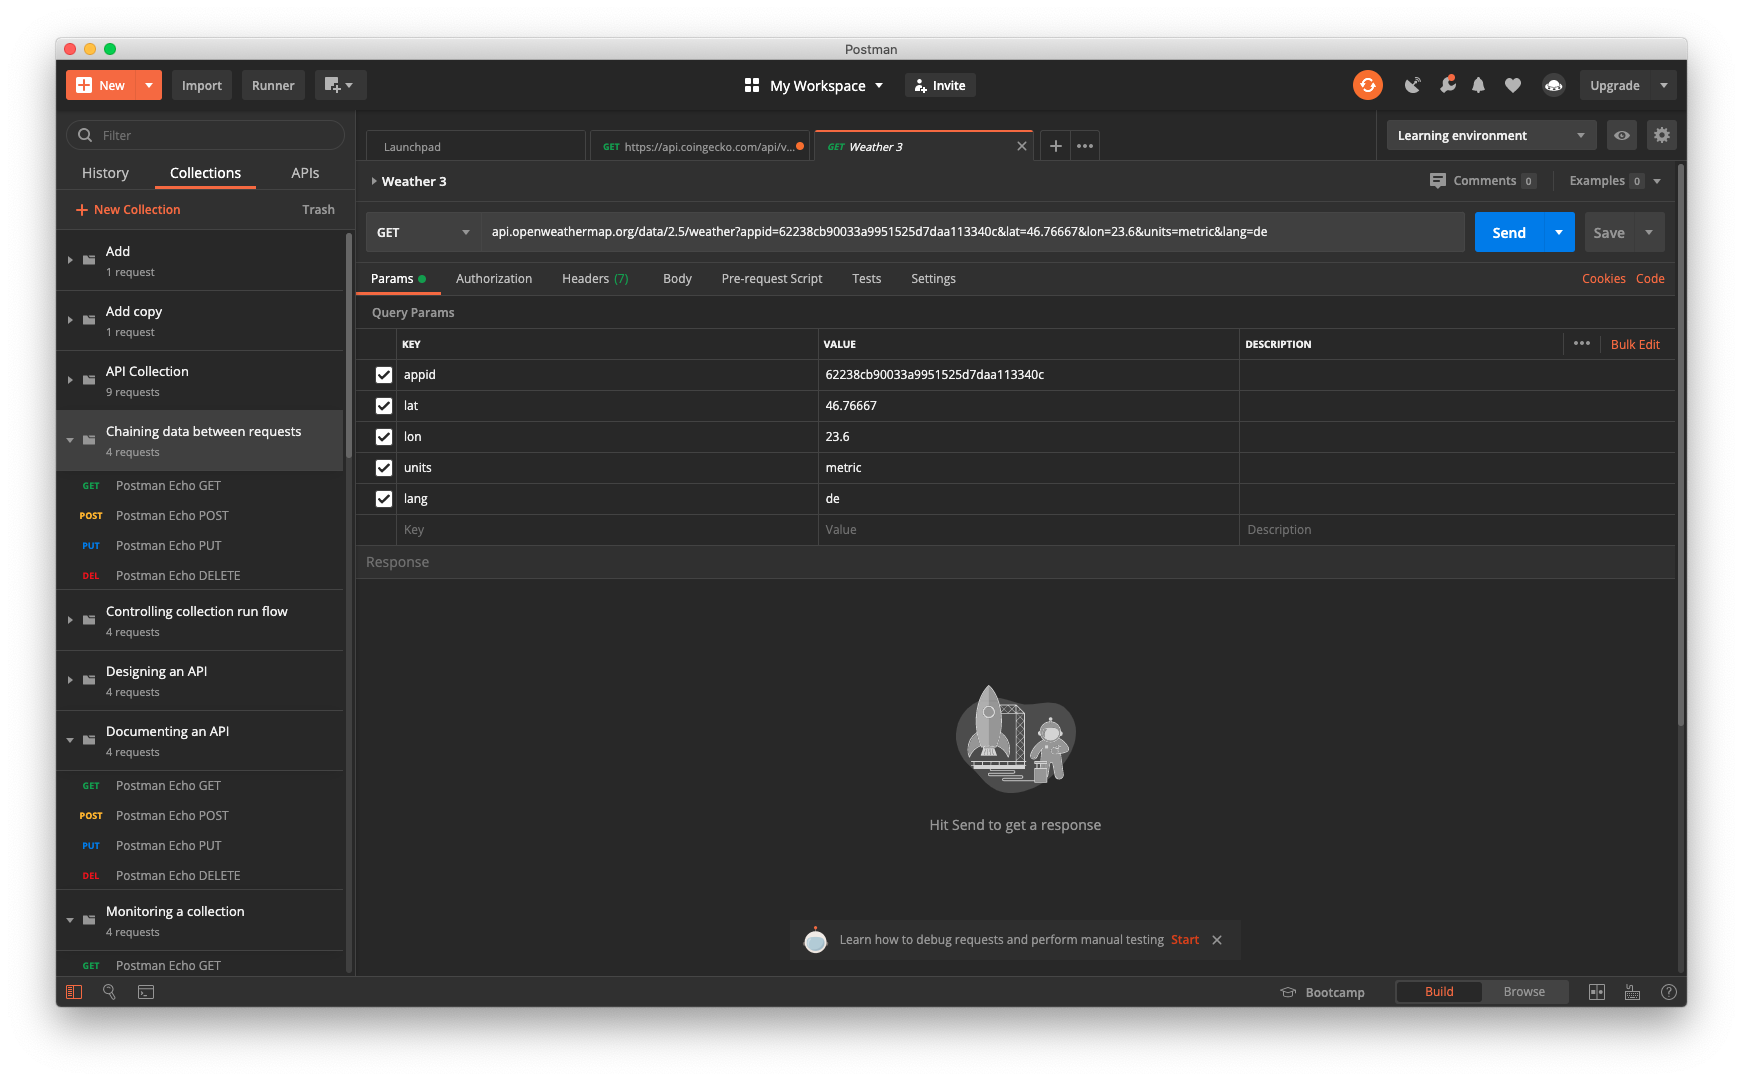 Postman
New
Import
Runner
My Workspace
Invite
Upgrade
Filter
Launchpad
GET https://api.coingecko.com/api/v...
GET Weather 3
Learning environment
History
Collections
APIs
Weather 3
Comments 0
Examples 0
New Collection
Trash
GET
api.openweathermap.org/data/2.5/weather?appid=62238cb90033a9951525d7daa113340c&lat=46.76667&lon=23.6&units=metric&lang=de
Send
Save
Params
Authorization
Headers (7)
Body
Pre-request Script
Tests
Settings
Cookies
Code
Query Params
KEY
VALUE
DESCRIPTION
Bulk Edit
appid
62238cb90033a9951525d7daa113340c
lat
46.76667
lon
23.6
units
metric
lang
de
Key
Value
Description
Response
Hit Send to get a response
Learn how to debug requests and perform manual testing Start
Add
1 request
Add copy
1 request
API Collection
9 requests
Chaining data between requests
4 requests
GET Postman Echo GET
POST Postman Echo POST
PUT Postman Echo PUT
DEL Postman Echo DELETE
Controlling collection run flow
4 requests
Designing an API
4 requests
Documenting an API
4 requests
GET Postman Echo GET
POST Postman Echo POST
PUT Postman Echo PUT
DEL Postman Echo DELETE
Monitoring a collection
4 requests
GET Postman Echo GET
Bootcamp
Build
Browse